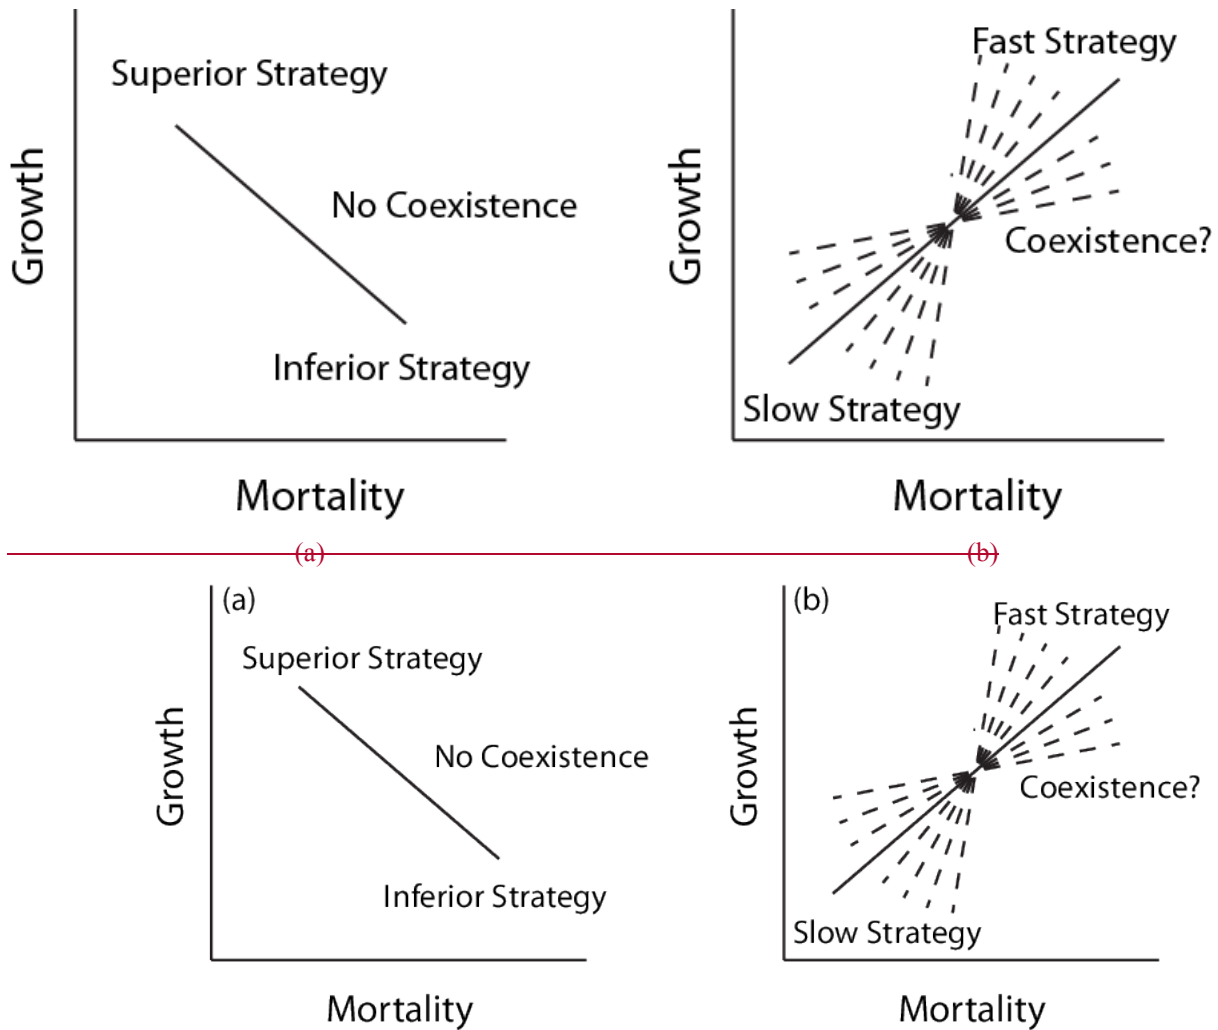 Superior Strategy
No Coexistence
Inferior Strategy
Growth
Mortality
Fast Strategy
Coexistence?
Slow Strategy
Growth
Mortality
(a)
(b)
(a)
Superior Strategy
No Coexistence
Inferior Strategy
Growth
Mortality
(b)
Fast Strategy
Coexistence?
Slow Strategy
Growth
Mortality